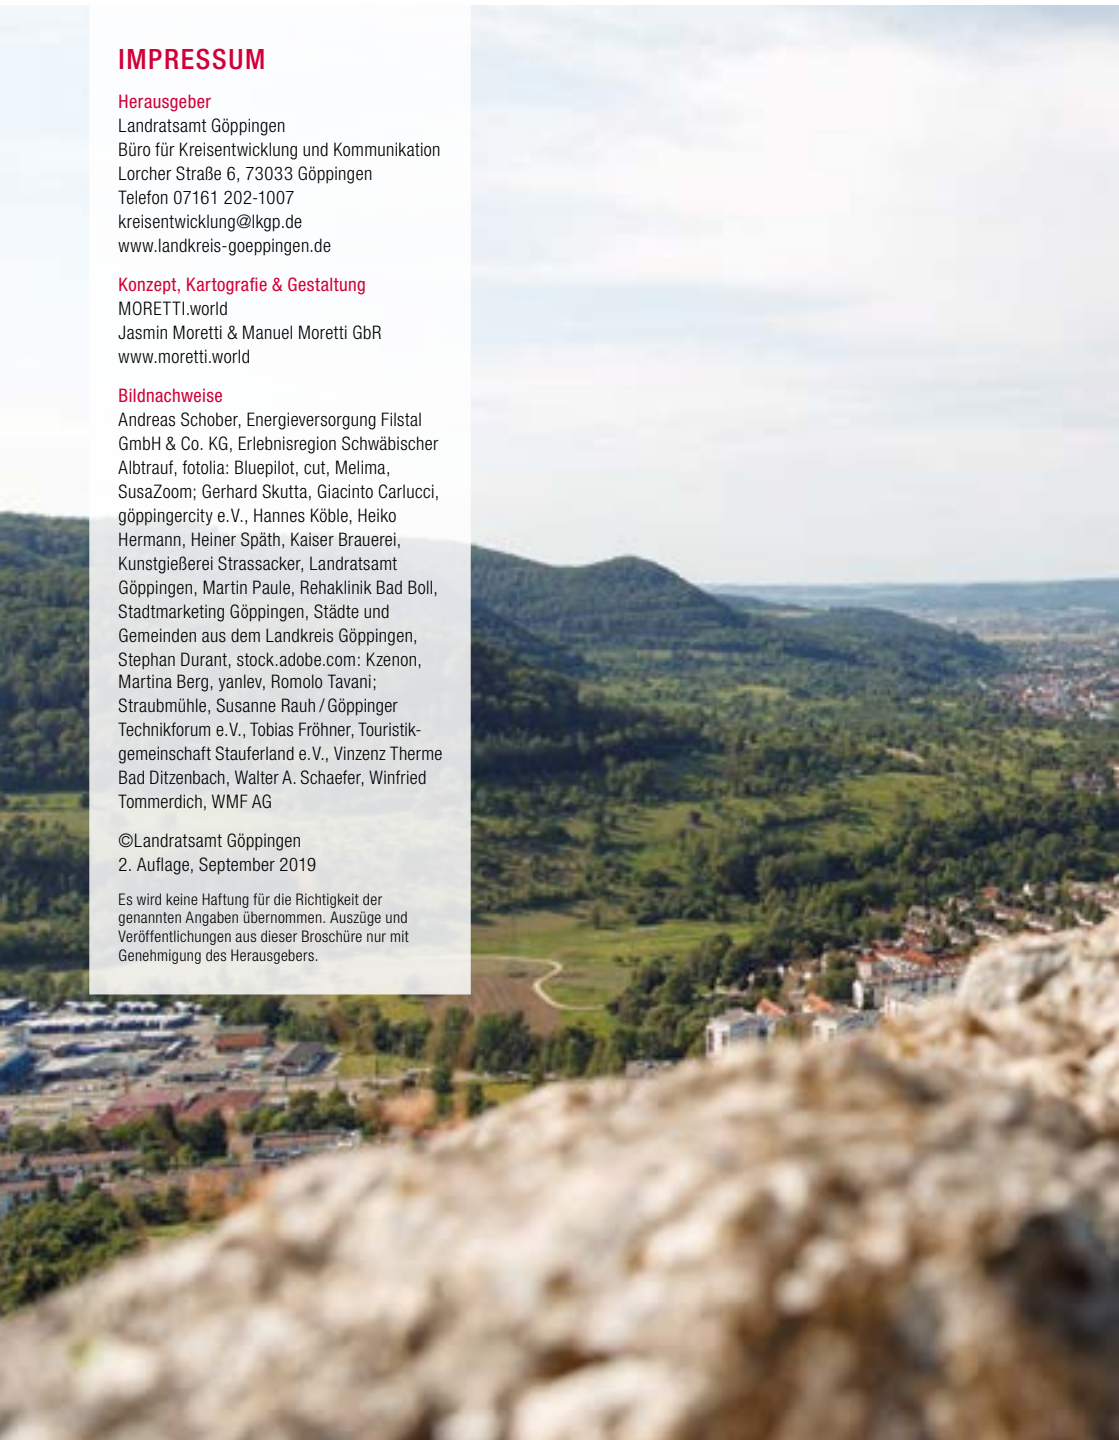 IMPRESSUM
Herausgeber
Landratsamt Göppingen
Büro für Kreisentwicklung und Kommunikation
Lorcher Straße 6, 73033 Göppingen
Telefon 07161 202-1007
kreisentwicklung@lkgp.de
www.landkreis-goeppingen.de
Konzept, Kartografie & Gestaltung
MORETTI.world
Jasmin Moretti & Manuel Moretti GbR
www.moretti.world
Bildnachweise
Andreas Schober, Energieversorgung Filstal
GmbH & Co. KG, Erlebnisregion Schwäbischer
Albtrauf, fotolia: Bluepilot, cut, Melima,
SusaZoom; Gerhard Skutta, Giacinto Carlucci,
göppingercity e.V., Hannes Köble, Heiko
Hermann, Heiner Späth, Kaiser Brauerei,
Kunstgießerei Strassacker, Landratsamt
Göppingen, Martin Paule, Rehaklinik Bad Boll,
Stadtmarketing Göppingen, Städte und
Gemeinden aus dem Landkreis Göppingen,
Stephan Durant, stock.adobe.com: Kzenon,
Martina Berg, yanlev, Romolo Tavani;
Straubmühle, Susanne Rauh / Göppinger
Technikforum e.V., Tobias Fröhner, Touristik-
gemeinschaft Stauferland e.V., Vinzenz Therme
Bad Ditzenbach, Walter A. Schaefer, Winfried
Tommerdich, WMF AG
©Landratsamt Göppingen
2. Auflage, September 2019
Es wird keine Haftung für die Richtigkeit der
genannten Angaben übernommen. Auszüge und
Veröffentlichungen aus dieser Broschüre nur mit
Genehmigung des Herausgebers.